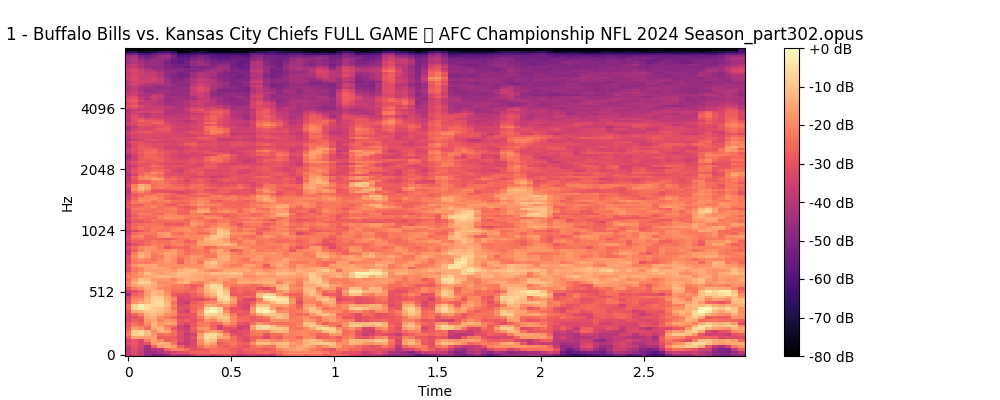 1 - Buffalo Bills vs. Kansas City Chiefs FULL GAME ▯ AFC Championship NFL 2024 Season_part302.opus
+0 dB
-10 dB
-20 dB
-30 dB
-40 dB
-50 dB
-60 dB
-70 dB
-80 dB
4096
2048
1024
512
0
Hz
0
0.5
1
1.5
2
2.5
Time